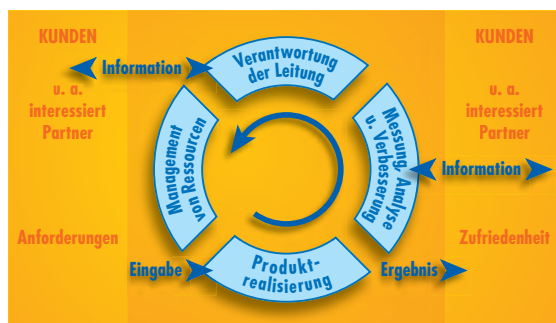 KUNDEN
u. a.
interessiert
Partner
Anforderungen
Information
Verantwortung
der Leitung
Management
von Ressourcen
Messung, Analyse
u. Verbesserung
Eingabe
Produkt-
realisierung
Ergebnis
KUNDEN
u. a.
interessiert
Partner
Information
Zufriedenheit